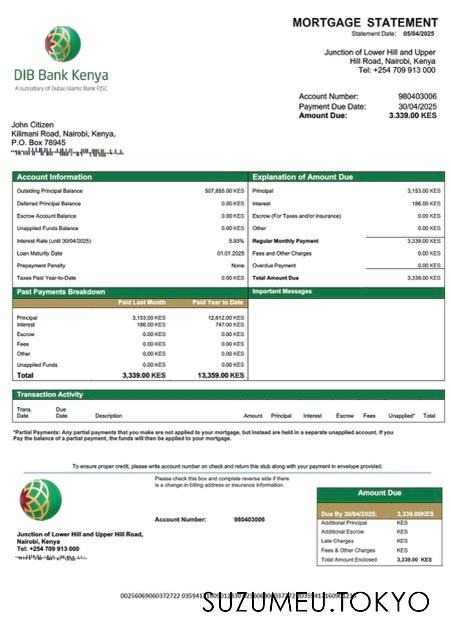 MORTGAGE STATEMENT
Statement Date: 05/04/2025
Junction of Lower Hill and Upper
Hill Road, Nairobi, Kenya
Tel: +254 709 913 000
DIB Bank Kenya
A subsidiary of Dubai Islamic Bank PJSC
Account Number: 980403006
Payment Due Date: 30/04/2025
Amount Due: 3.339.00 KES
John Citizen
Kilimani Road, Nairobi, Kenya,
P.O. Box 78945
Account Information
Outsiding Principal Balance 507,855.00 KES
Deferred Principal Balance 0.00 KES
Escrow Account Balance 0.00 KES
Unapplied Funds Balance 0.00 KES
Interest Rate (until 30/04/2025) 5.93%
Loan Maturity Date 01.01.2025
Prepayment Penalty None
Taxes Paid Year-to-Date 0.00 KES
Explanation of Amount Due
Principal 3,153.00 KES
Interest 186.00 KES
Escrow (For Taxes and/or insurance) 0.00 KES
Other 0.00 KES
Regular Monthly Payment 3,339.00 KES
Fees and Other Charges 0.00 KES
Overdue Payment 0.00 KES
Total Amount Due 3,339.00 KES
Past Payments Breakdown
Paid Last Month Paid Year to Date
Principal 3,153.00 KES 12,612.00 KES
Interest 186.00 KES 747.00 KES
Escrow 0.00 KES 0.00 KES
Fees 0.00 KES 0.00 KES
Other 0.00 KES 0.00 KES
Unapplied Funds 0.00 KES 0.00 KES
Total 3,339.00 KES 13,359.00 KES
Important Messages
Transaction Activity
Trans. Date Due Date Description Amount Principal Interest Escrow Fees Unapplied* Total
*Partial Payments: Any partial payments that you make are not applied to your mortgage, but instead are held in a separate unapplied account. If you
Pay the balance of a partial payment, the funds will then be applied to your mortgage.
To ensure proper credit, please write account number on check and return this stub along with your payment in envelope provided.
Please check this box and complete reverse side if
there is a change in billing address or insurance information.
Account Number: 980403006
Junction of Lower Hill and Upper Hill Road,
Nairobi, Kenya
Tel: +254 709 913 000
Amount Due
Due By 30/04/2025: 3,339.00KES
Additional Principal KES
Additional Escrow KES
Late Charges KES
Fees & Other Charges KES
Total Amount Enclosed 3,339.00 KES
SUZUMEU.TOKYO